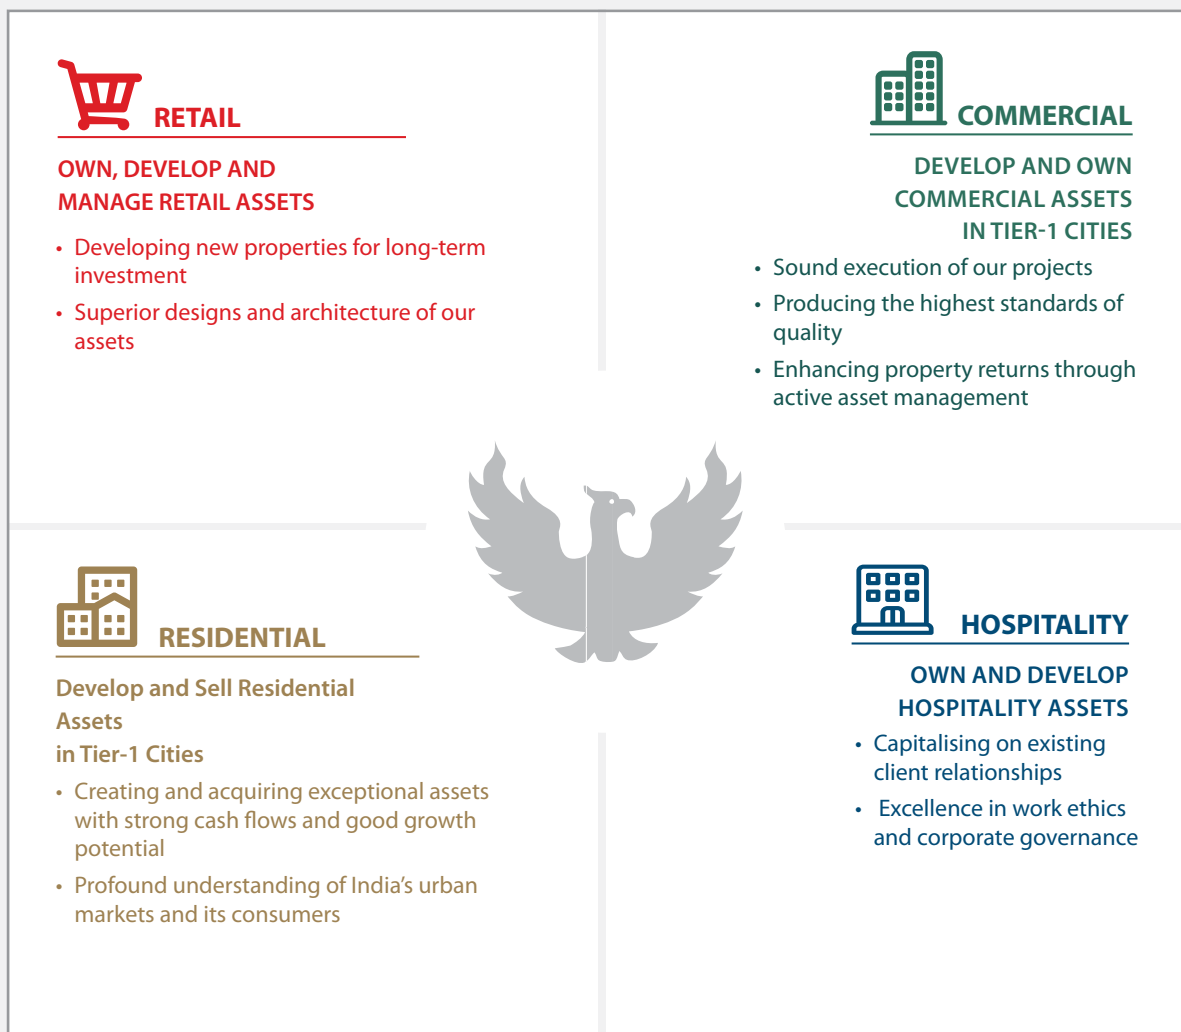 RETAIL
OWN, DEVELOP AND
MANAGE RETAIL ASSETS
• Developing new properties for long-term
investment
• Superior designs and architecture of our
assets
COMMERCIAL
DEVELOP AND OWN
COMMERCIAL ASSETS
IN TIER-1 CITIES
• Sound execution of our projects
• Producing the highest standards of
quality
• Enhancing property returns through
active asset management
RESIDENTIAL
Develop and Sell Residential
Assets
in Tier-1 Cities
• Creating and acquiring exceptional assets
with strong cash flows and good growth
potential
• Profound understanding of India's urban
markets and its consumers
HOSPITALITY
OWN AND DEVELOP
HOSPITALITY ASSETS
• Capitalising on existing
client relationships
• Excellence in work ethics
and corporate governance